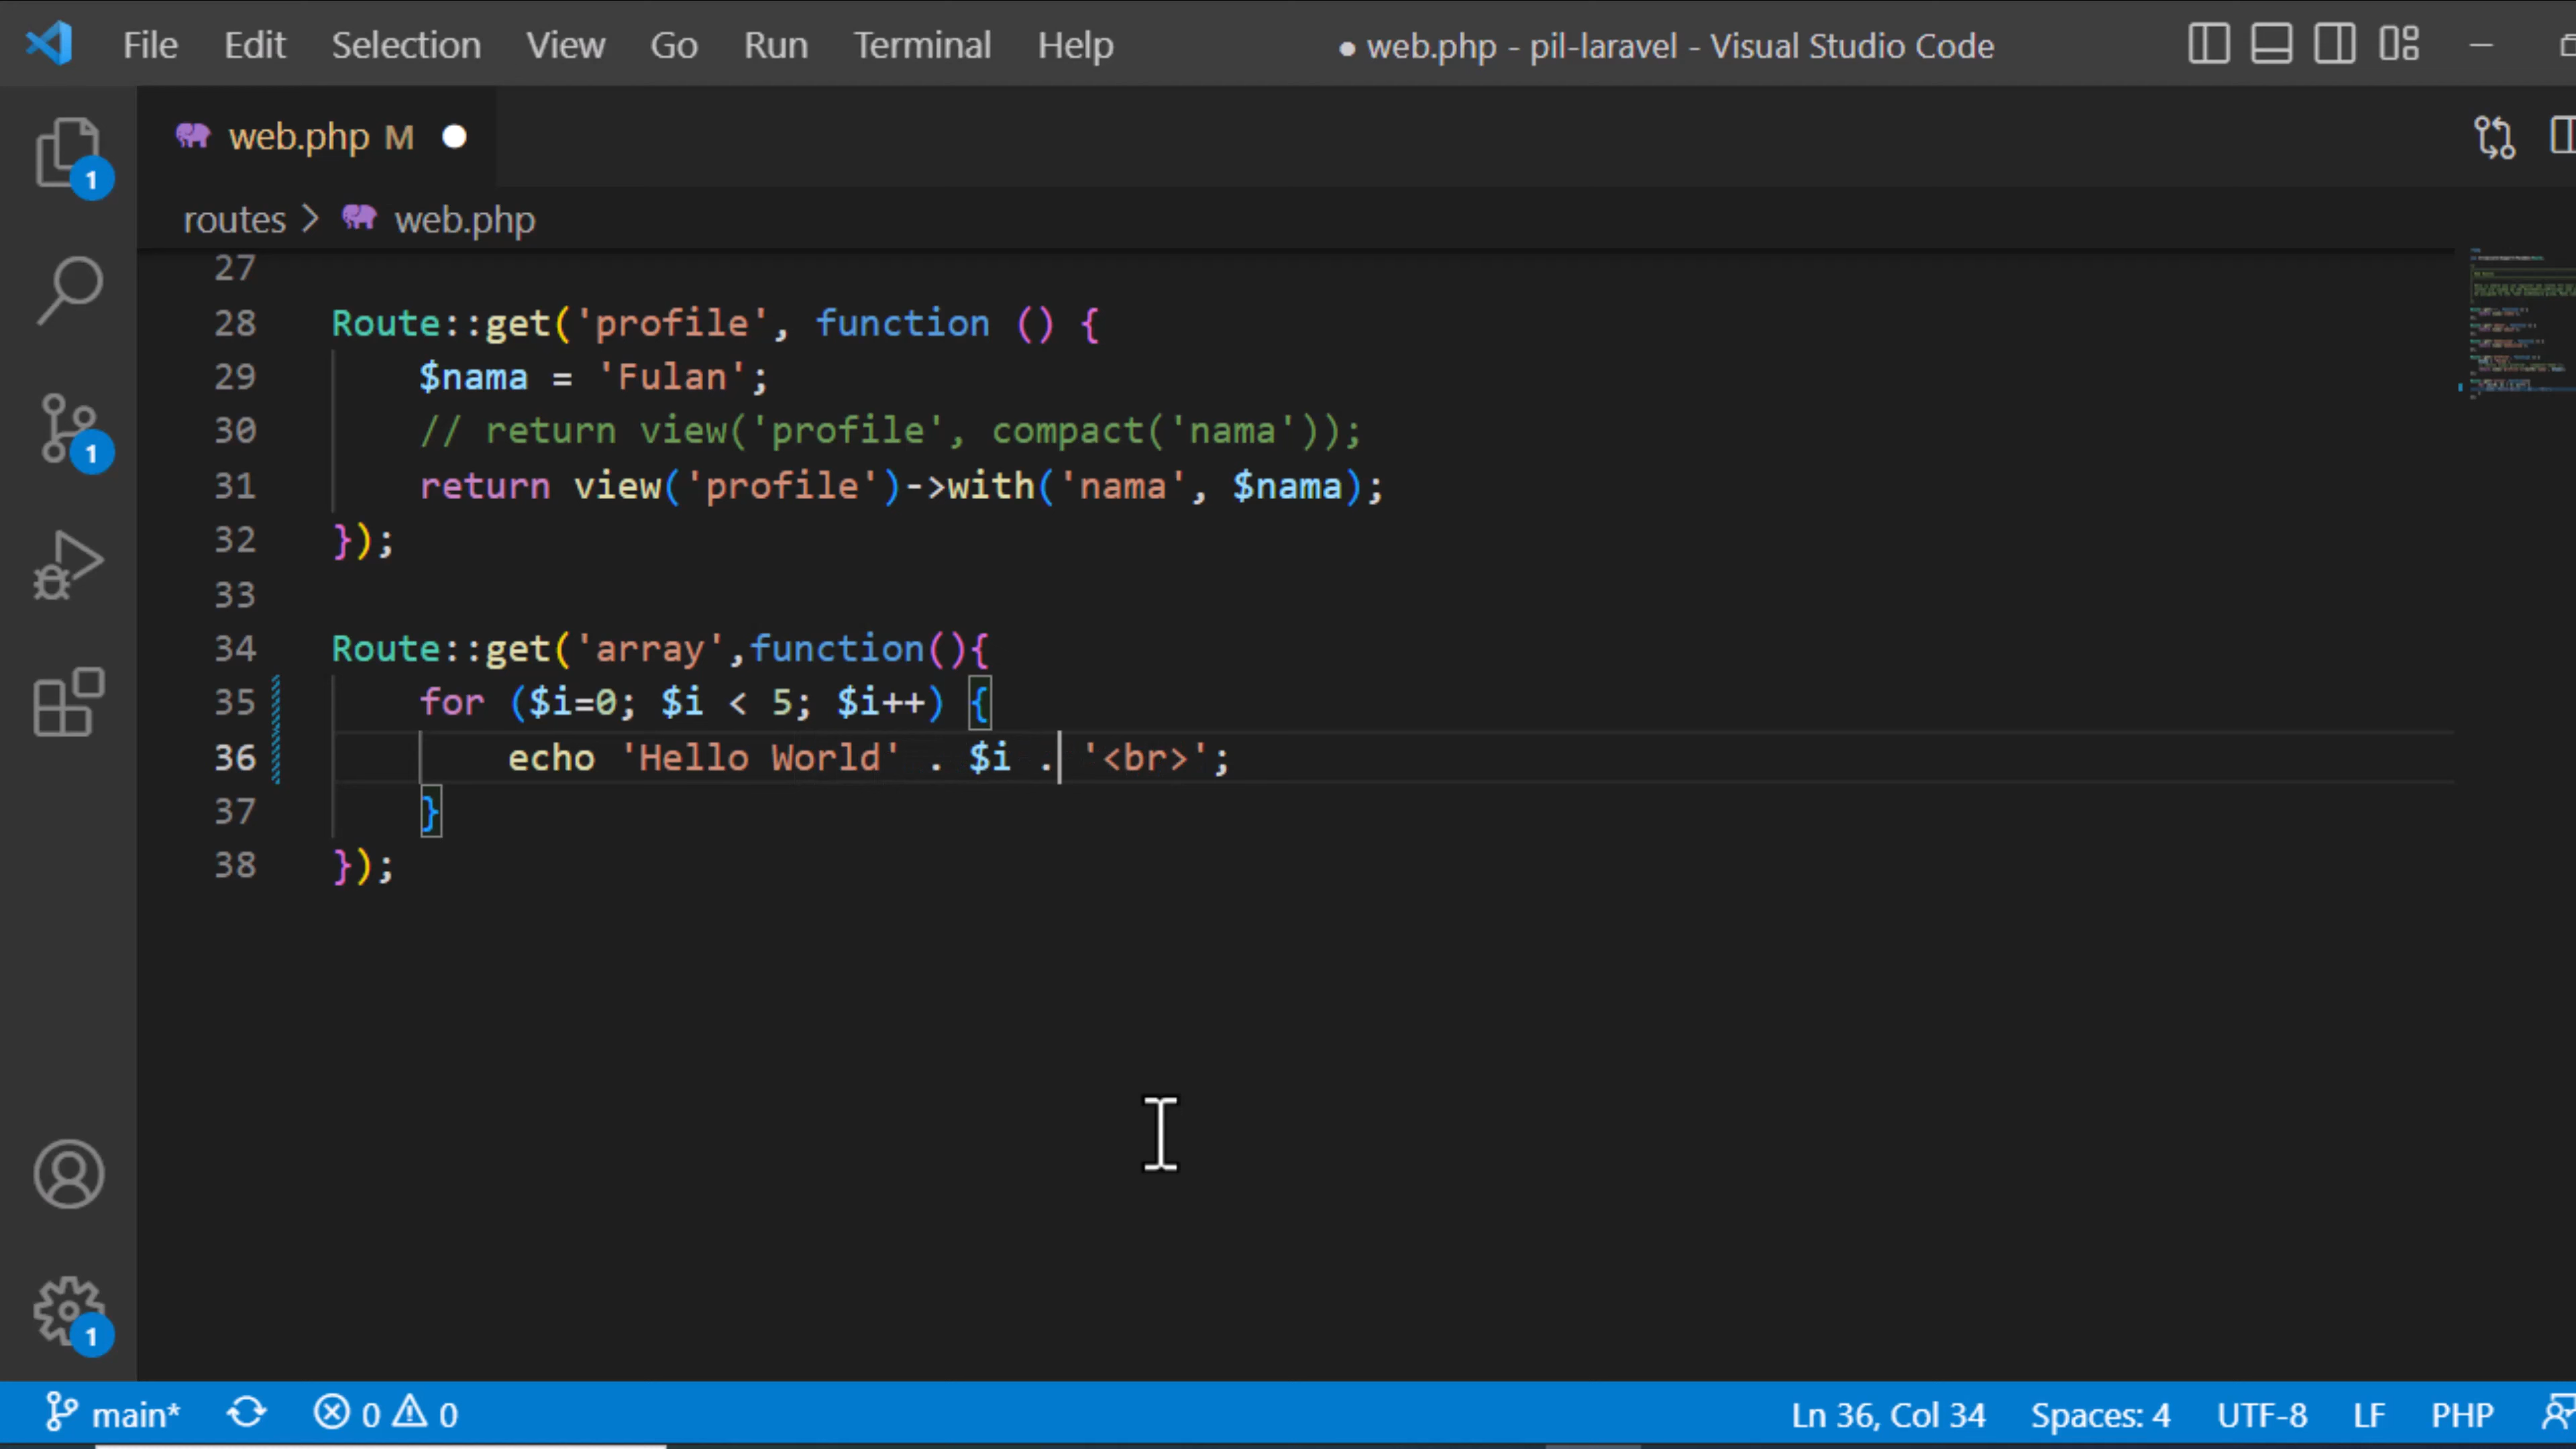 File Edit Selection View Go Run Terminal Help ● web.php - pil-laravel - Visual Studio Code
web.php M
routes > web.php
27
28 Route::get('profile', function () {
29 $nama = 'Fulan';
30 // return view('profile', compact('nama'));
31 return view('profile')->with('nama', $nama);
32 });
33
34 Route::get('array',function(){
35 for ($i=0; $i < 5; $i++) {
36 echo 'Hello World' . $i . '<br>';
37 }
38 });
1
1
1
main* 0 0 Ln 36, Col 34 Spaces: 4 UTF-8 LF PHP